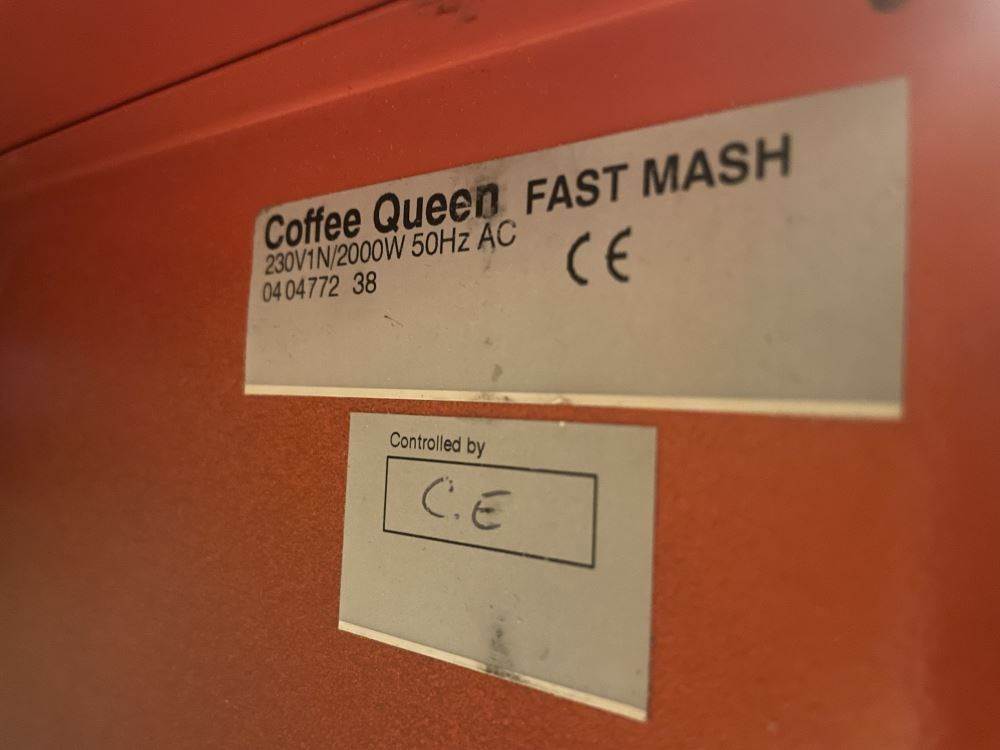 Coffee Queen FAST MASH
230V1N/2000W 50Hz AC CE
04 04772 38
Controlled by
C.E